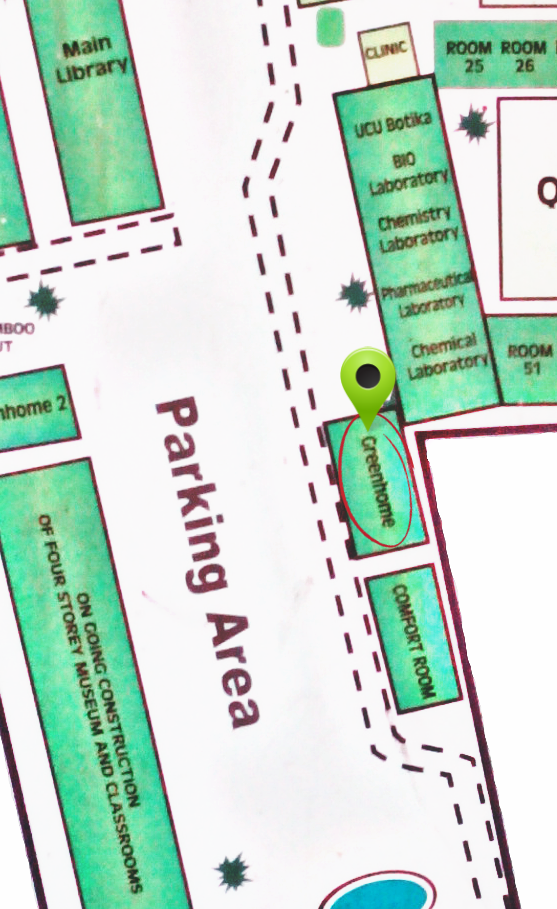 Main
Library
CLINIC
ROOM
25
ROOM
26
UCU Botika
BIO
Laboratory
Chemistry
Laboratory
Pharmaceutical
Laboratory
Chemical
Laboratory
ROOM
51
Q
MBOO
UT
nhome 2
Parking Area
Greenhome
COMFORT ROOM
ON GOING CONSTRUCTION
OF FOUR STOREY MUSEUM AND CLASSROOMS